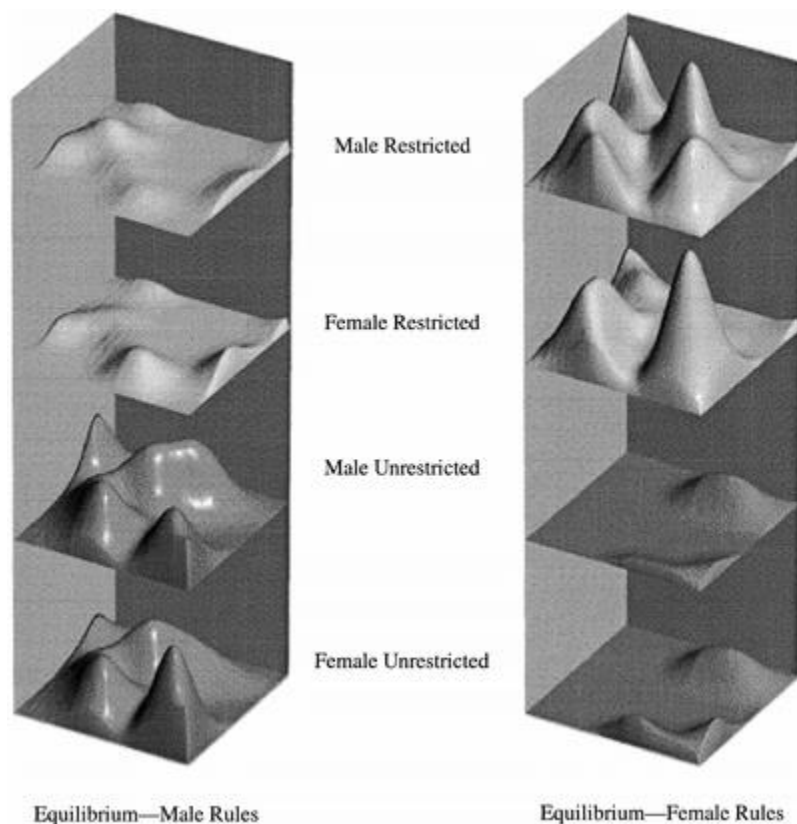 Male Restricted
Female Restricted
Male Unrestricted
Female Unrestricted
Equilibrium—Male Rules
Equilibrium—Female Rules